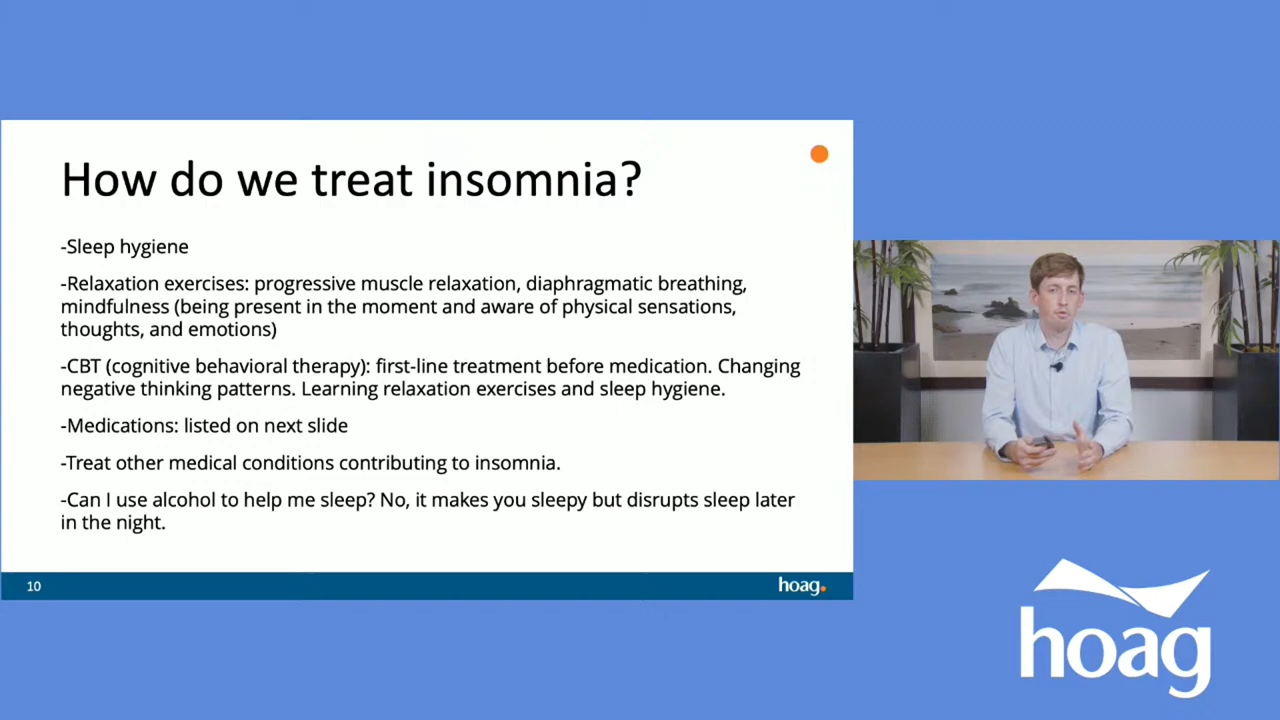 How do we treat insomnia?
-Sleep hygiene
-Relaxation exercises: progressive muscle relaxation, diaphragmatic breathing,
mindfulness (being present in the moment and aware of physical sensations,
thoughts, and emotions)
-CBT (cognitive behavioral therapy): first-line treatment before medication. Changing
negative thinking patterns. Learning relaxation exercises and sleep hygiene.
-Medications: listed on next slide
-Treat other medical conditions contributing to insomnia.
-Can I use alcohol to help me sleep? No, it makes you sleepy but disrupts sleep later
in the night.
10
hoag.
hoag